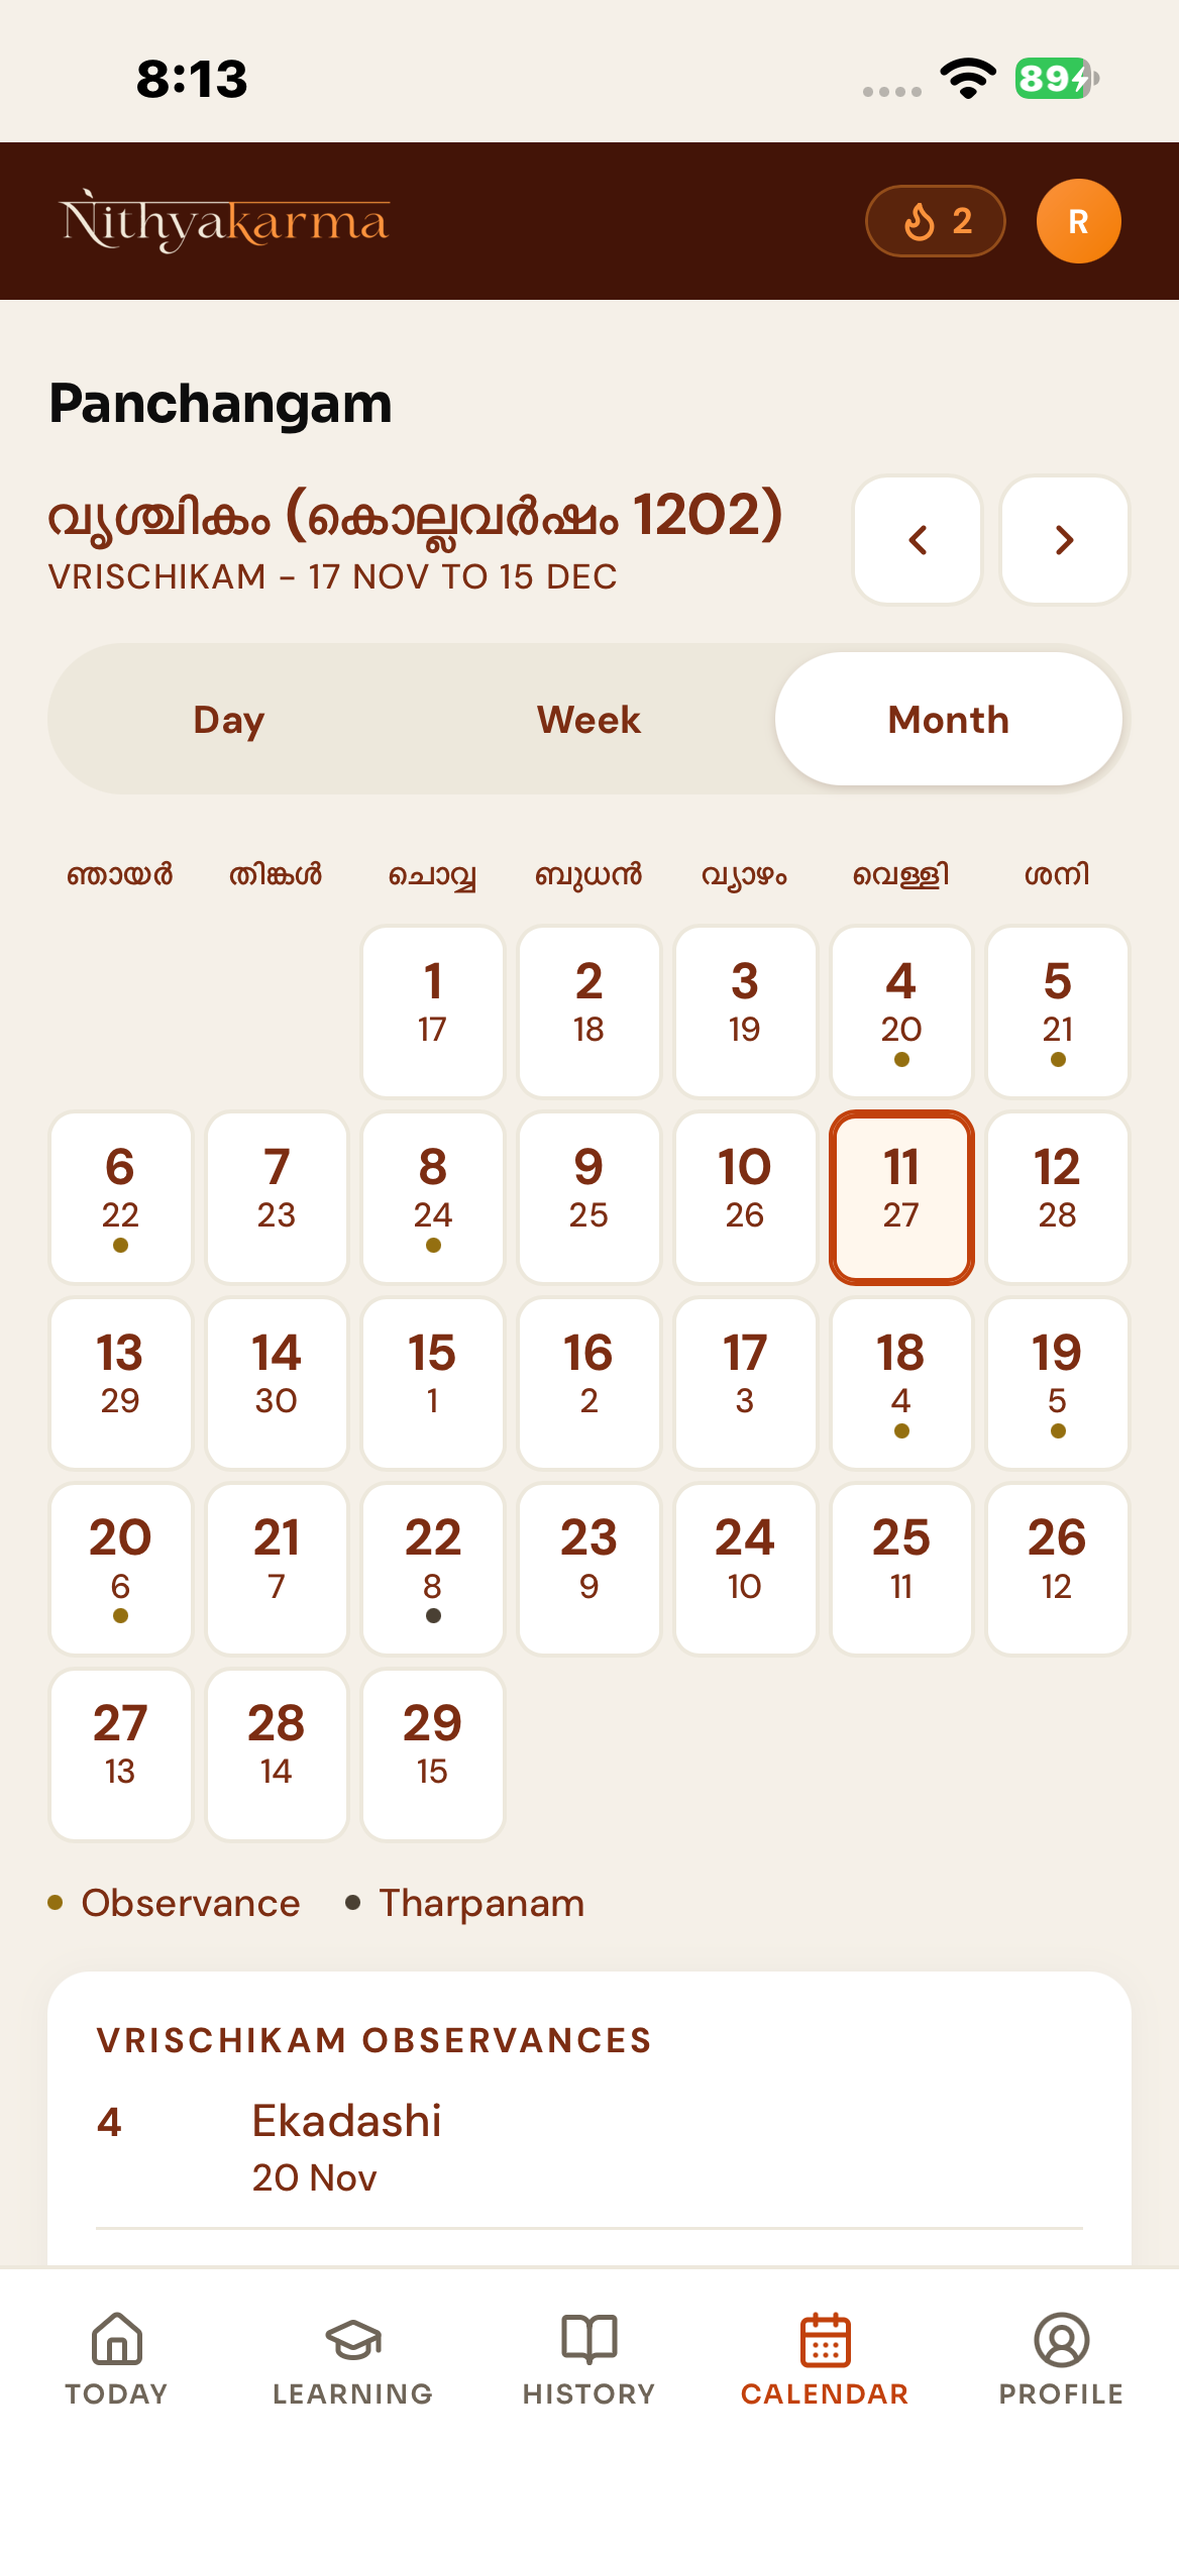 8:13
89
Nithyakarma
2
R
Panchangam
വൃശ്ചികം (കൊല്ലവർഷം 1202)
VRISCHIKAM - 17 NOV TO 15 DEC
Day Week Month
ഞായർ തിങ്കൾ ചൊവ്വ ബുധൻ വ്യാഴം വെള്ളി ശനി
1 2 3 4 5
17 18 19 20 21
6 7 8 9 10 11 12
22 23 24 25 26 27 28
13 14 15 16 17 18 19
29 30 1 2 3 4 5
20 21 22 23 24 25 26
6 7 8 9 10 11 12
27 28 29
13 14 15
Observance Tharpanam
VRISCHIKAM OBSERVANCES
4 Ekadashi
20 Nov
TODAY LEARNING HISTORY CALENDAR PROFILE